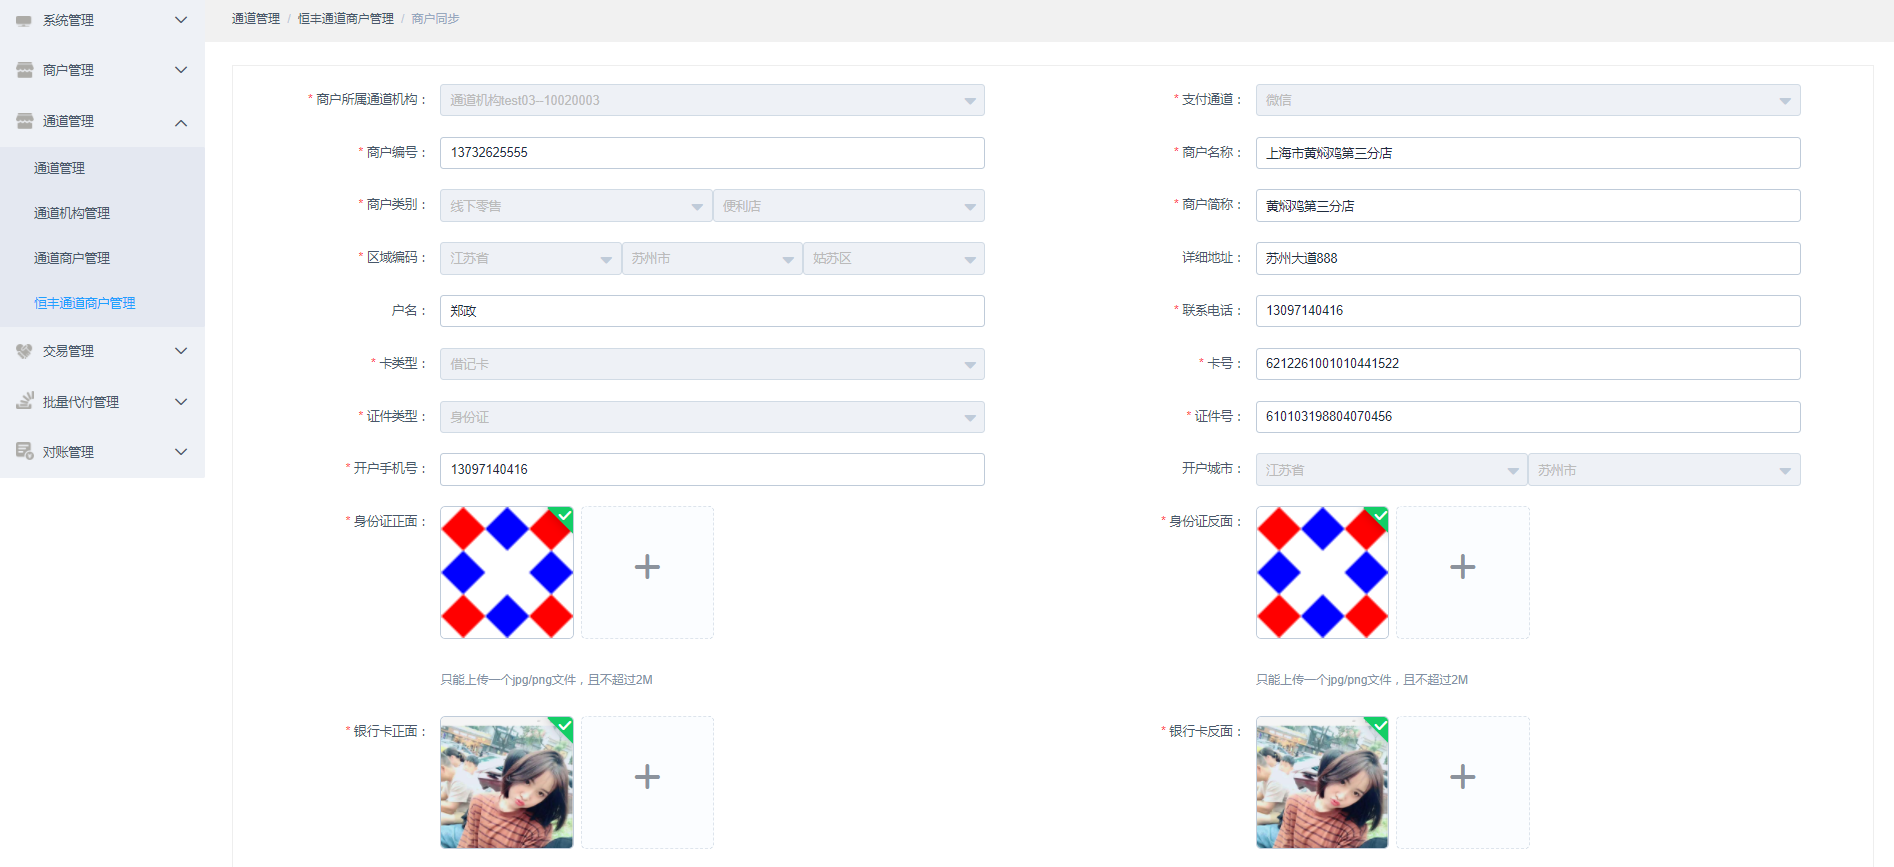 系统管理
商户管理
通道管理
通道管理
通道机构管理
通道商户管理
恒丰通道商户管理
交易管理
批量代付管理
对账管理
通道管理 / 恒丰通道商户管理 / 商户同步
* 商户所属通道机构： 通道机构test03--10020003
* 支付通道： 微信
* 商户编号： 13732625555
* 商户名称： 上海市黄焖鸡第三分店
* 商户类别： 线下零售 便利店
* 商户简称： 黄焖鸡第三分店
* 区域编码： 江苏省 苏州市 姑苏区
详细地址： 苏州大道888
户名： 郑政
* 联系电话： 13097140416
* 卡类型： 借记卡
* 卡号： 6212261001010441522
* 证件类型： 身份证
* 证件号： 610103198804070456
* 开户手机号： 13097140416
开户城市： 江苏省 苏州市
* 身份证正面：
* 身份证反面：
只能上传一个jpg/png文件，且不超过2M
只能上传一个jpg/png文件，且不超过2M
* 银行卡正面：
* 银行卡反面：